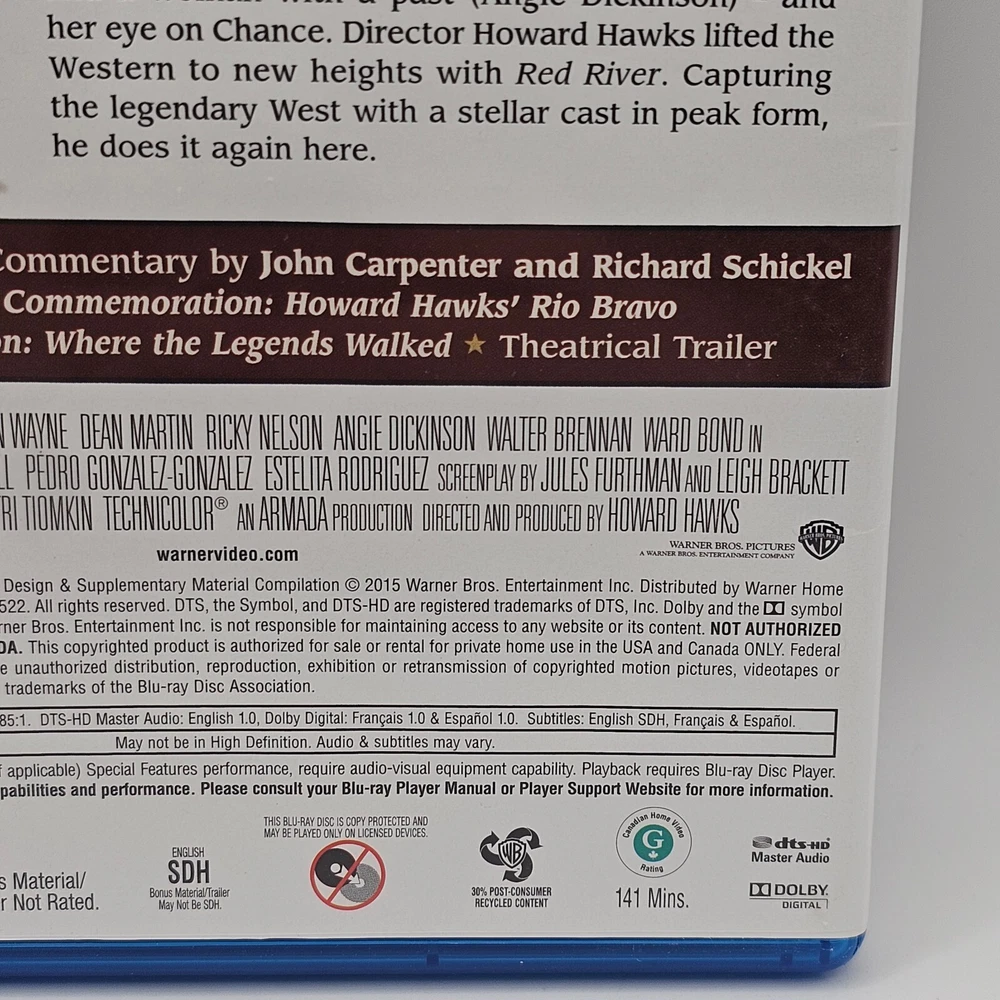 a woman with a past (Angie Dickinson) – and
her eye on Chance. Director Howard Hawks lifted the
Western to new heights with Red River. Capturing
the legendary West with a stellar cast in peak form,
he does it again here.
Commentary by John Carpenter and Richard Schickel
Commemoration: Howard Hawks' Rio Bravo
n: Where the Legends Walked ★ Theatrical Trailer
N WAYNE DEAN MARTIN RICKY NELSON ANGIE DICKINSON WALTER BRENNAN WARD BOND IN
LL PEDRO GONZALEZ-GONZALEZ ESTELITA RODRIGUEZ SCREENPLAY BY JULES FURTHMAN AND LEIGH BRACKETT
RI TIOMKIN TECHNICOLOR® AN ARMADA PRODUCTION DIRECTED AND PRODUCED BY HOWARD HAWKS
warnervideo.com
WARNER BROS. PICTURES
A WARNER BROS. ENTERTAINMENT COMPANY
Design & Supplementary Material Compilation © 2015 Warner Bros. Entertainment Inc. Distributed by Warner Home
522. All rights reserved. DTS, the Symbol, and DTS-HD are registered trademarks of DTS, Inc. Dolby and the symbol
rner Bros. Entertainment Inc. is not responsible for maintaining access to any website or its content. NOT AUTHORIZED
DA. This copyrighted product is authorized for sale or rental for private home use in the USA and Canada ONLY. Federal
e unauthorized distribution, reproduction, exhibition or retransmission of copyrighted motion pictures, videotapes or
trademarks of the Blu-ray Disc Association.
85:1. DTS-HD Master Audio: English 1.0, Dolby Digital: Français 1.0 & Español 1.0. Subtitles: English SDH, Français & Español.
May not be in High Definition. Audio & subtitles may vary.
f applicable) Special Features performance, require audio-visual equipment capability. Playback requires Blu-ray Disc Player.
pabilities and performance. Please consult your Blu-ray Player Manual or Player Support Website for more information.
THIS BLU-RAY DISC IS COPY PROTECTED AND
MAY BE PLAYED ONLY ON LICENSED DEVICES.
s Material/
r Not Rated.
ENGLISH
SDH
Bonus Material/Trailer
May Not Be SDH.
WB
30% POST-CONSUMER
RECYCLED CONTENT
Canadian Home Video
G
Rating
141 Mins.
dts-HD
Master Audio
DOLBY
DIGITAL